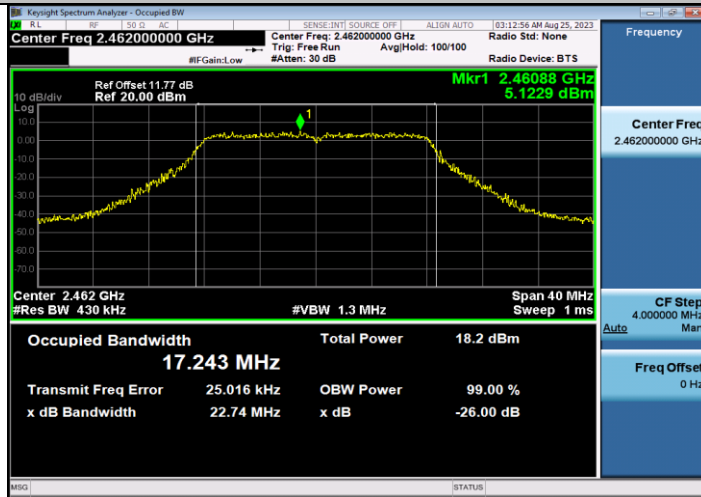 Keysight Spectrum Analyzer - Occupied BW
RL RF 50 Ω AC SENSE:INT SOURCE OFF ALIGN AUTO 03:12:56 AM Aug 25, 2023
Center Freq 2.462000000 GHz Center Freq: 2.462000000 GHz Radio Std: None
Trig: Free Run Avg|Hold: 100/100
#IFGain:Low #Atten: 30 dB Radio Device: BTS
Frequency
Mkr1 2.46088 GHz
5.1229 dBm
Ref Offset 11.77 dB
10 dB/div Ref 20.00 dBm
Log
10.0
0.00
-10.0
-20.0
-30.0
-40.0
-50.0
-60.0
-70.0
1
Center 2.462 GHz Span 40 MHz
#Res BW 430 kHz #VBW 1.3 MHz Sweep 1 ms
Occupied Bandwidth Total Power 18.2 dBm
17.243 MHz
Transmit Freq Error 25.016 kHz OBW Power 99.00 %
x dB Bandwidth 22.74 MHz x dB -26.00 dB
Center Freq
2.462000000 GHz
CF Step
4.000000 MHz
Auto Man
Freq Offset
0 Hz
MSG STATUS